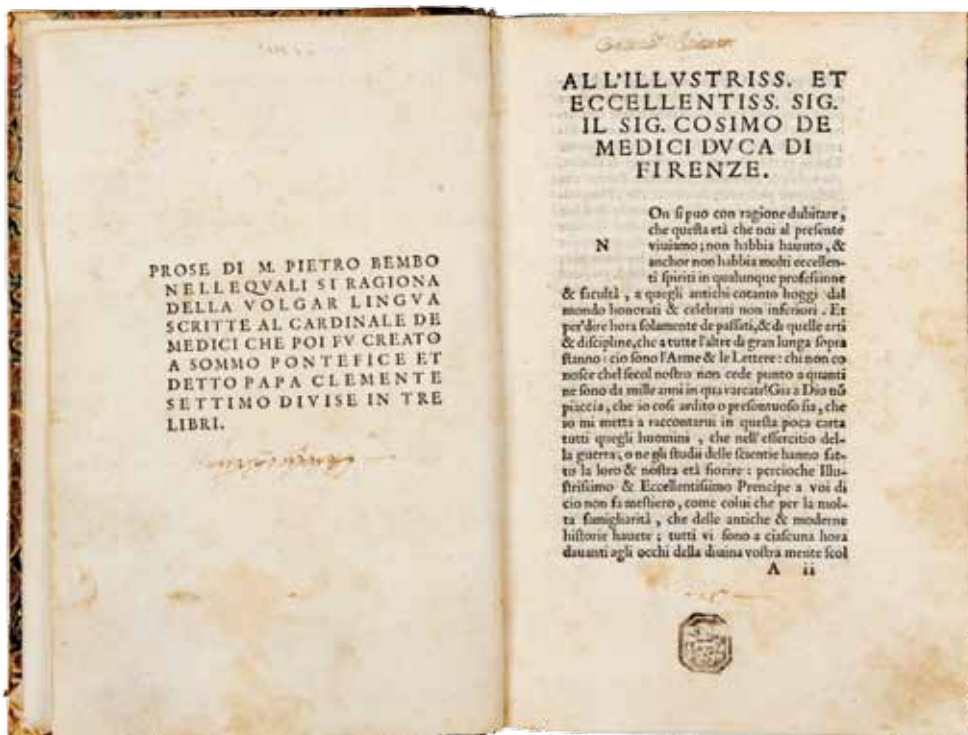 PROSE DI M. PIETRO BEMBO
NELLEQVALI SI RAGIONA
DELLA VOLGAR LINGVA
SCRITTE AL CARDINALE DE
MEDICI CHE POI FV CREATO
A SOMMO PONTEFICE ET
DETTO PAPA CLEMENTE
SETTIMO DIVISE IN TRE
LIBRI.
ALL'ILLVSTRISS. ET
ECCELLENTISS. SIG.
IL SIG. COSIMO DE
MEDICI DVCA DI
FIRENZE.
On si puo con ragione dubitare,
che questa età che noi al presente
N viuiamo; non habbia hauuto, &
anchor non habbia molti eccellen-
ti spiriti in qualunque professione
& facultà, a quegli antichi cotanto hoggi dal
mondo honorati & celebrati non inferiori. Et
per dire hora solamente de passati, & di quelle arti
& discipline, che a tutte l'altre di gran lunga sopra
stanno: cio sono l'Arme & le Lettere: chi non co
nosce chel secol nostro non cede punto a quanti
ne sono da mille anni in qua varcati? Gia a Dio nõ
piaccia, che io cosi ardito o presontuoso sia, che
io mi metta a raccontarui in questa poca carta
tutti quegli huomini, che nell'essercitio del-
la guerra, o ne gli studii delle scientie hanno fat-
to la loro & nostra età fiorire: percioche Illu-
strissimo & Eccellentissimo Prencipe a voi di
cio non fa mestiero, come colui che per la mol-
ta famigliarità, che delle antiche & moderne
historie hauete; tutti vi sono a ciascuna hora
dauanti agli occhi della diuina vostra mente scol
A ii